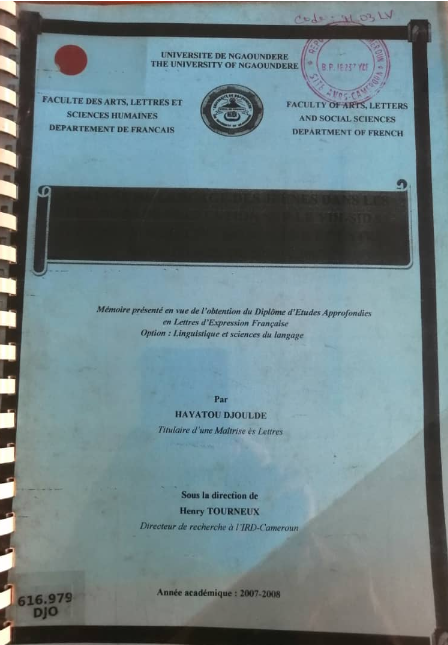 UNIVERSITE DE NGAOUNDERE
THE UNIVERSITY OF NGAOUNDERE
FACULTE DES ARTS, LETTRES ET
SCIENCES HUMAINES
DEPARTEMENT DE FRANCAIS
FACULTY OF ARTS, LETTERS
AND SOCIAL SCIENCES
DEPARTMENT OF FRENCH
Mémoire présenté en vue de l'obtention du Diplôme d'Etudes Approfondies
en Lettres d'Expression Française
Option : Linguistique et sciences du langage
Par
HAYATOU DJOULDE
Titulaire d'une Maîtrise ès Lettres
Sous la direction de
Henry TOURNEUX
Directeur de recherche à l'IRD-Cameroun
Année académique : 2007-2008
616.979
DJO